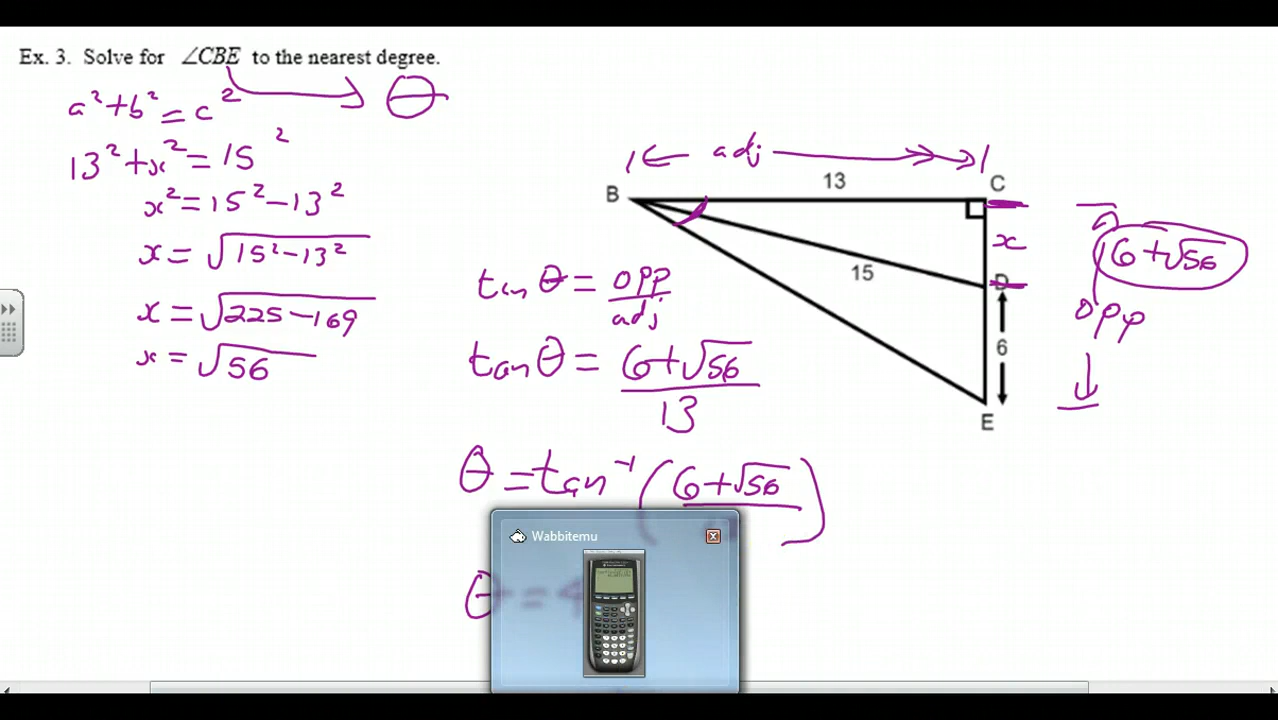 Ex. 3. Solve for ∠CBE to the nearest degree.
a² + b² = c²
θ
13² + x² = 15²
x² = 15² − 13²
x = √(15² − 13²)
x = √(225 − 169)
x = √56
adj
13
B
C
x
D
15
6
E
6 + √56
opp
tan θ = opp/adj
tan θ = (6 + √56)/13
θ = tan⁻¹(6 + √56
Wabbitemu
θ = 4